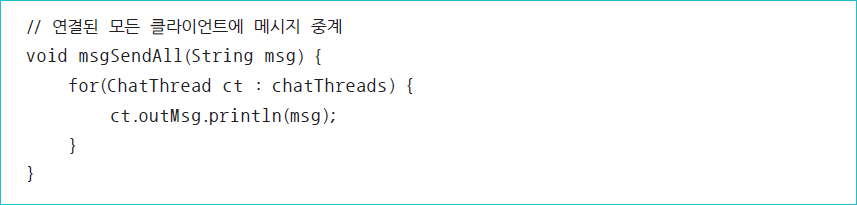 // 연결된 모든 클라이언트에 메시지 중계
void msgSendAll(String msg) {
    for(ChatThread ct : chatThreads) {
        ct.outMsg.println(msg);
    }
}